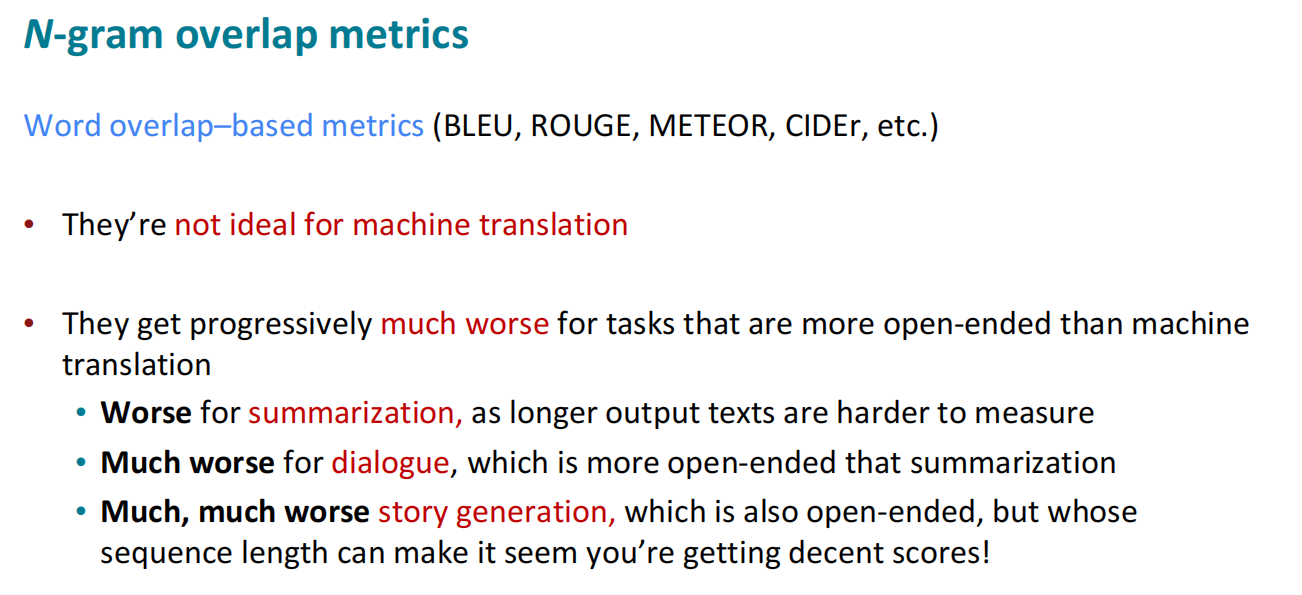 N-gram overlap metrics
Word overlap–based metrics (BLEU, ROUGE, METEOR, CIDEr, etc.)
• They’re not ideal for machine translation
• They get progressively much worse for tasks that are more open-ended than machine
translation
• Worse for summarization, as longer output texts are harder to measure
• Much worse for dialogue, which is more open-ended that summarization
• Much, much worse story generation, which is also open-ended, but whose
sequence length can make it seem you’re getting decent scores!